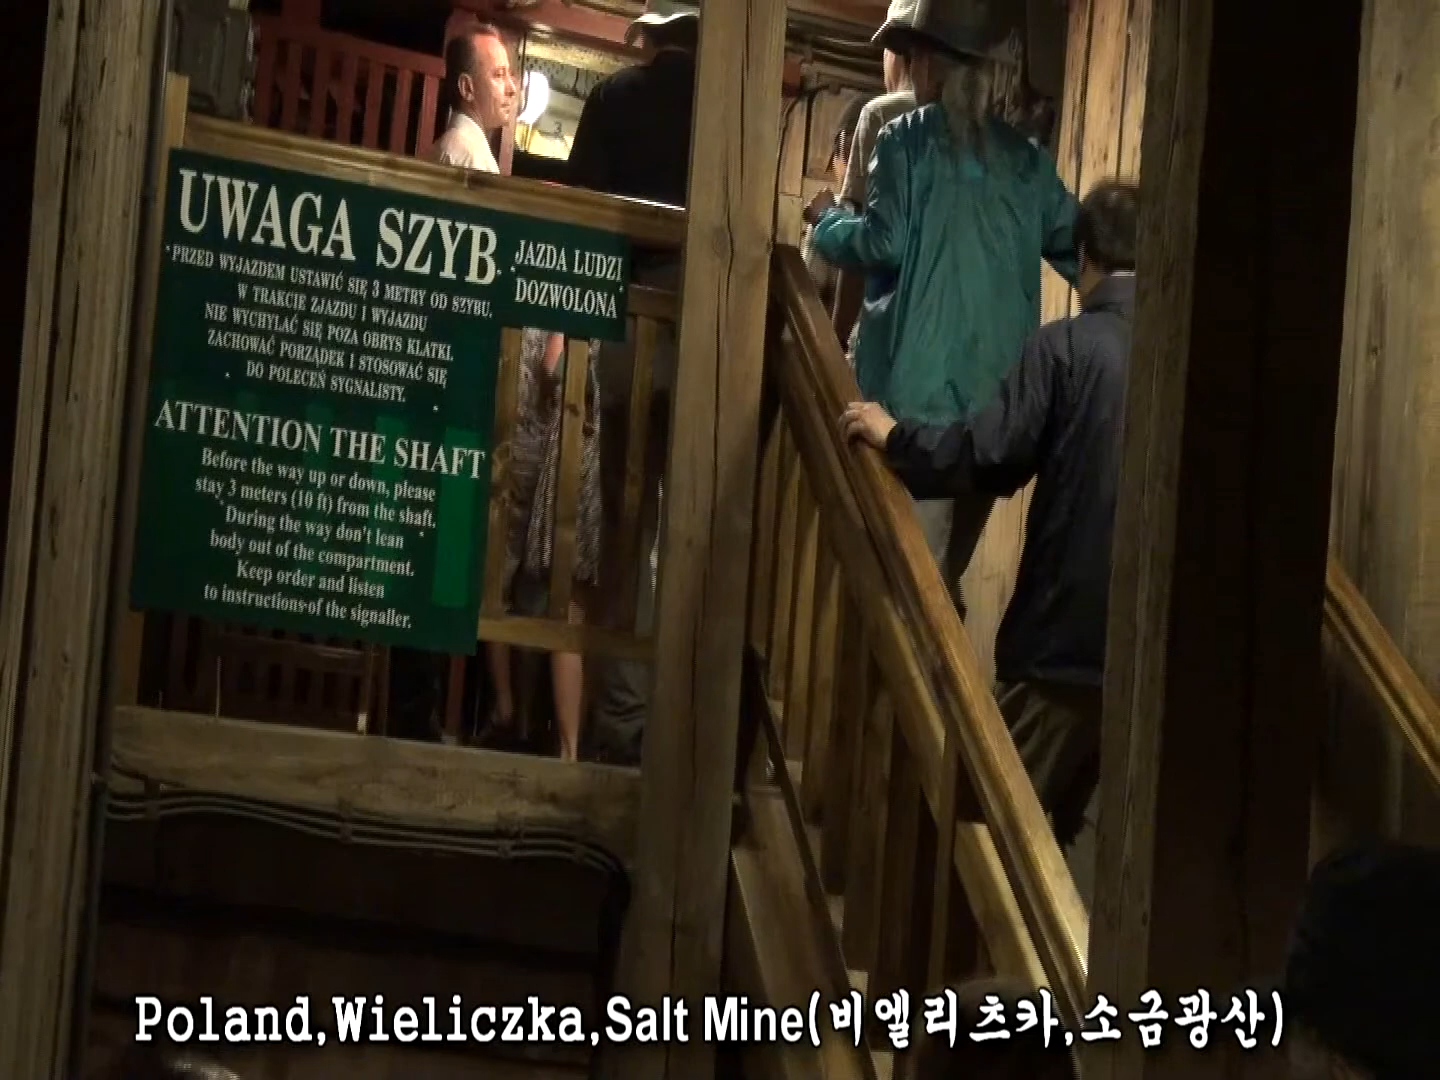 UWAGA SZYB
JAZDA LUDZI
DOZWOLONA
PRZED WYJAZDEM USTAWIĆ SIĘ 3 METRY OD SZYBU.
W TRAKCIE ZJAZDU I WYJAZDU
NIE WYCHYLAĆ SIĘ POZA OBRYS KLATKI.
ZACHOWAĆ PORZĄDEK I STOSOWAĆ SIĘ
DO POLECEŃ SYGNALISTY.
ATTENTION THE SHAFT
Before the way up or down, please
stay 3 meters (10 ft) from the shaft.
During the way don't lean
body out of the compartment.
Keep order and listen
to instructions of the signaller.
Poland,Wieliczka,Salt Mine(비엘리츠카,소금광산)